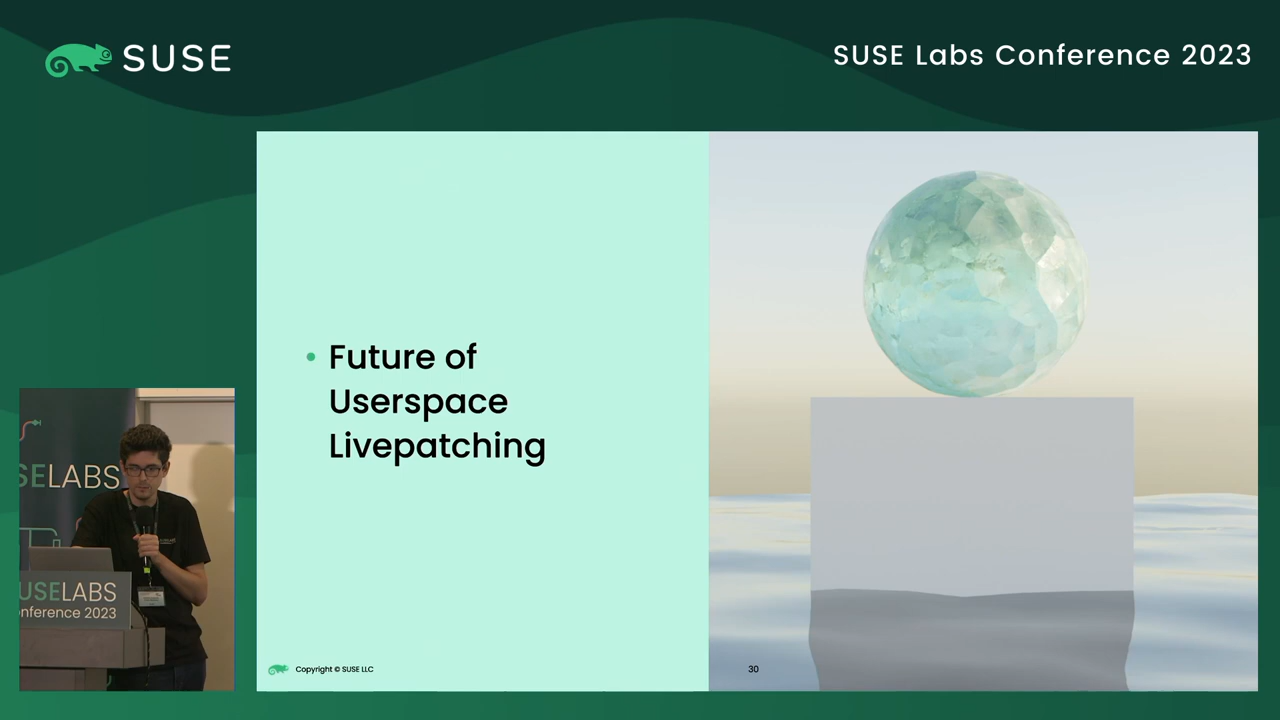 SUSE
SUSE Labs Conference 2023
Future of
Userspace
Livepatching
SELABS
USELABS
onference 2023
Copyright © SUSE LLC
30